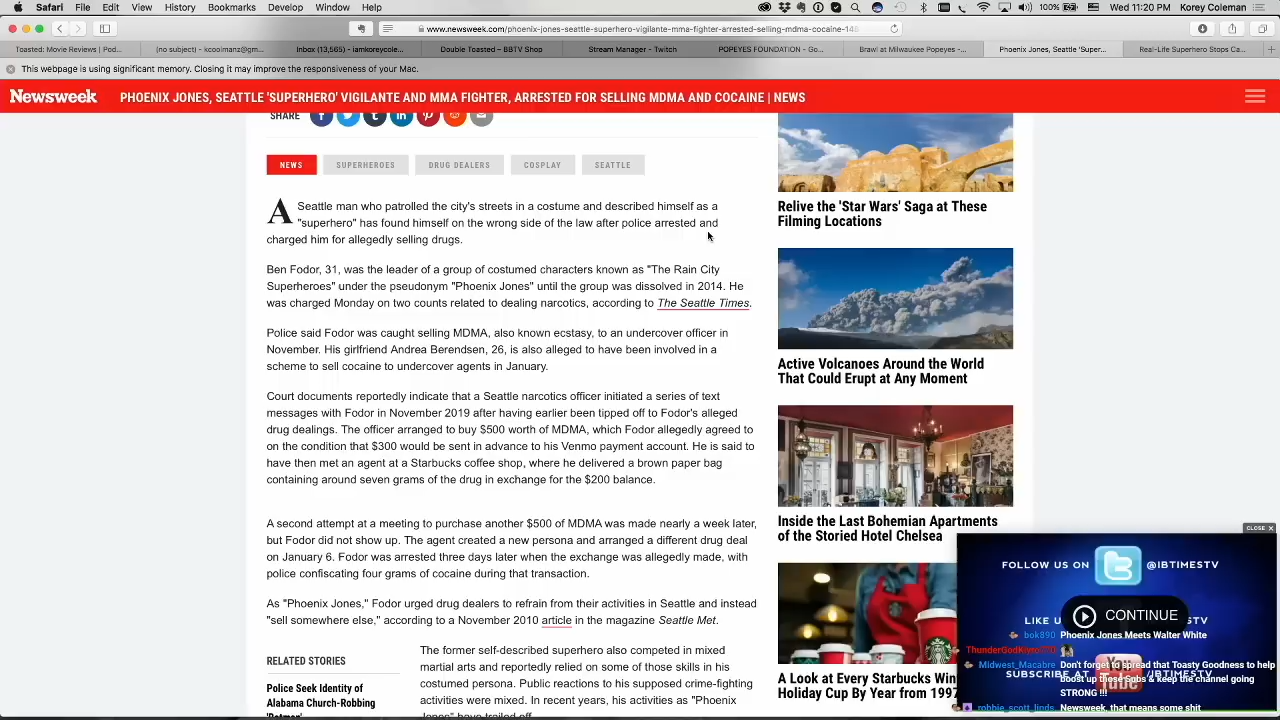 Safari File Edit View History Bookmarks Develop Window Help
100% Wed 11:20 PM Korey Coleman
www.newsweek.com/phoenix-jones-seattle-superhero-vigilante-mma-fighter-arrested-selling-mdma-cocaine-148
Toasted: Movie Reviews | Pod...
(no subject) - kcoolmanz@gm...
Inbox (13,565) - iamkoreycole...
Double Toasted – BBTV Shop
Stream Manager - Twitch
POPEYES FOUNDATION - Go...
Brawl at Milwaukee Popeyes -...
Phoenix Jones, Seattle 'Super...
Real-Life Superhero Stops Ca...
This webpage is using significant memory. Closing it may improve the responsiveness of your Mac.
Newsweek PHOENIX JONES, SEATTLE 'SUPERHERO' VIGILANTE AND MMA FIGHTER, ARRESTED FOR SELLING MDMA AND COCAINE | NEWS
SHARE
NEWS SUPERHEROES DRUG DEALERS COSPLAY SEATTLE
A Seattle man who patrolled the city's streets in a costume and described himself as a
"superhero" has found himself on the wrong side of the law after police arrested and
charged him for allegedly selling drugs.
Ben Fodor, 31, was the leader of a group of costumed characters known as "The Rain City
Superheroes" under the pseudonym "Phoenix Jones" until the group was dissolved in 2014. He
was charged Monday on two counts related to dealing narcotics, according to The Seattle Times.
Police said Fodor was caught selling MDMA, also known ecstasy, to an undercover officer in
November. His girlfriend Andrea Berendsen, 26, is also alleged to have been involved in a
scheme to sell cocaine to undercover agents in January.
Court documents reportedly indicate that a Seattle narcotics officer initiated a series of text
messages with Fodor in November 2019 after having earlier been tipped off to Fodor's alleged
drug dealings. The officer arranged to buy $500 worth of MDMA, which Fodor allegedly agreed to
on the condition that $300 would be sent in advance to his Venmo payment account. He is said to
have then met an agent at a Starbucks coffee shop, where he delivered a brown paper bag
containing around seven grams of the drug in exchange for the $200 balance.
A second attempt at a meeting to purchase another $500 of MDMA was made nearly a week later,
but Fodor did not show up. The agent created a new persona and arranged a different drug deal
on January 6. Fodor was arrested three days later when the exchange was allegedly made, with
police confiscating four grams of cocaine during that transaction.
As "Phoenix Jones," Fodor urged drug dealers to refrain from their activities in Seattle and instead
"sell somewhere else," according to a November 2010 article in the magazine Seattle Met.
RELATED STORIES
Police Seek Identity of
Alabama Church-Robbing
'Batman'
The former self-described superhero also competed in mixed
martial arts and reportedly relied on some of those skills in his
costumed persona. Public reactions to his supposed crime-fighting
activities were mixed. In recent years, his activities as "Phoenix
Jones" have trailed off.
Relive the 'Star Wars' Saga at These
Filming Locations
Active Volcanoes Around the World
That Could Erupt at Any Moment
Inside the Last Bohemian Apartments
of the Storied Hotel Chelsea
A Look at Every Starbucks Win
Holiday Cup By Year from 1997
CLOSE
FOLLOW US ON @IBTIMESTV
CONTINUE
LIKE U
SUBSCRIBE AT
bok890 Phoenix Jones Meets Walter White
Midwest_Macabre Don't forget to spread that Toasty Goodness to help
boost up those Subs & Keep the channel going
STRONG !!!
robbie_scott_linds. Newsweek, that means some shit